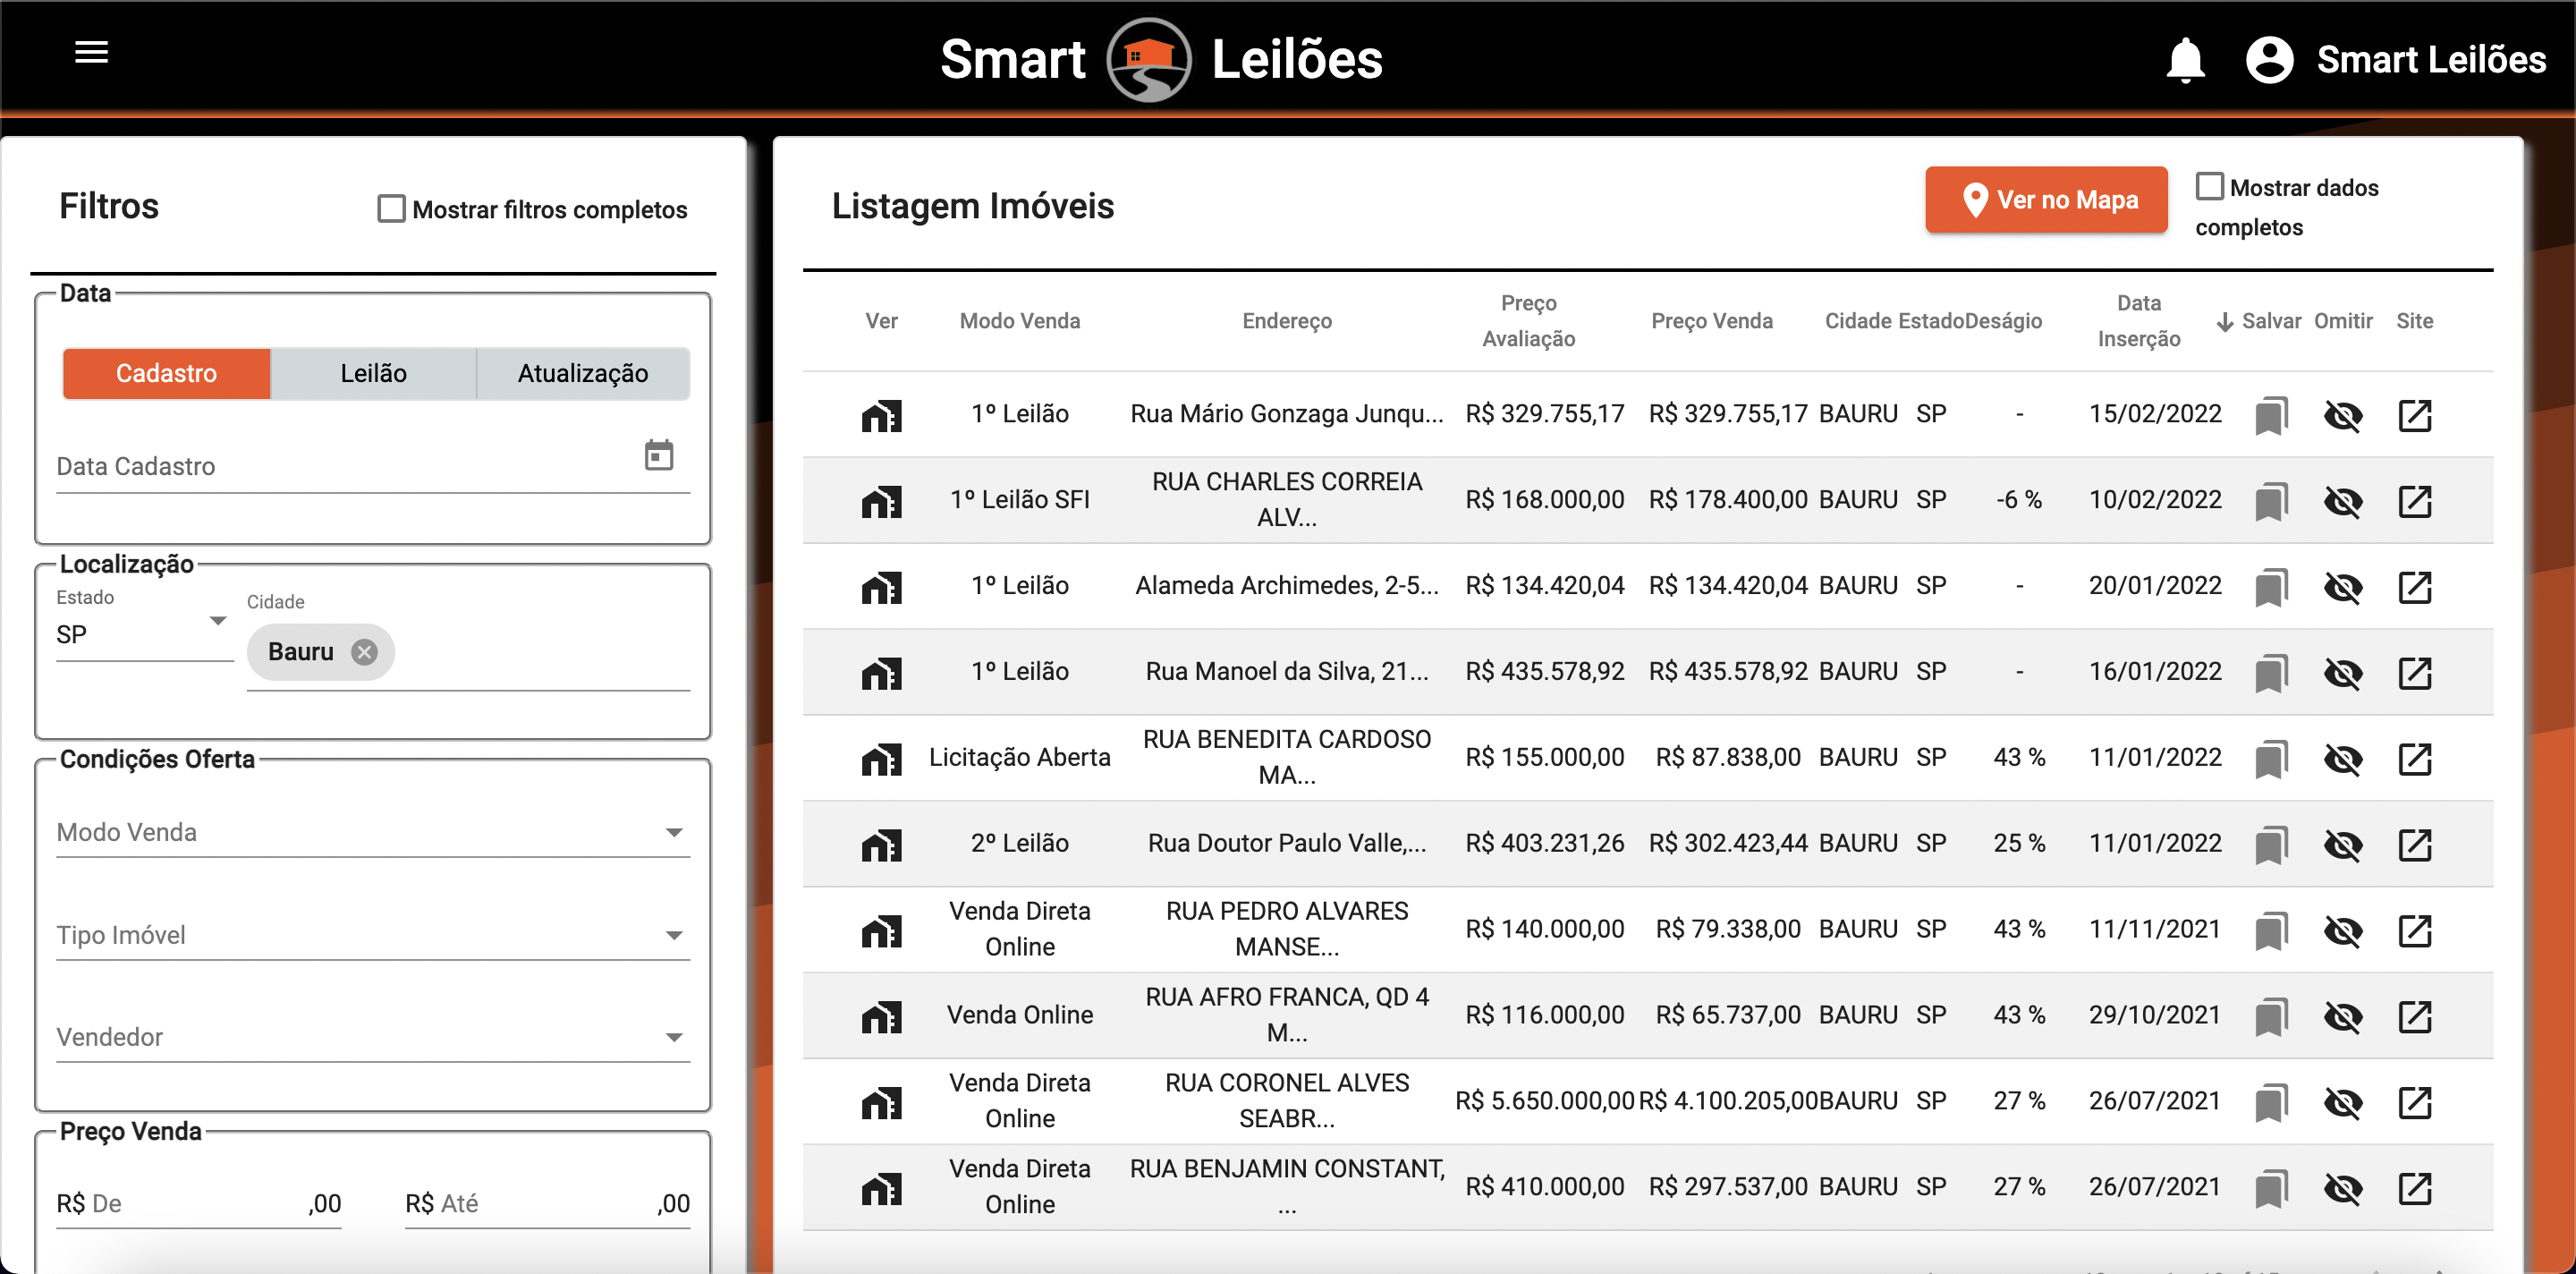 Smart Leilões
Smart Leilões
Filtros
Mostrar filtros completos
Data
Cadastro Leilão Atualização
Data Cadastro
Localização
Estado
SP
Cidade
Bauru
Condições Oferta
Modo Venda
Tipo Imóvel
Vendedor
Preço Venda
R$ De ,00 R$ Até ,00
Listagem Imóveis
Ver no Mapa
Mostrar dados
completos
Ver Modo Venda Endereço Preço Avaliação Preço Venda Cidade Estado Deságio Data Inserção Salvar Omitir Site
1º Leilão Rua Mário Gonzaga Junqu... R$ 329.755,17 R$ 329.755,17 BAURU SP - 15/02/2022
1º Leilão SFI RUA CHARLES CORREIA ALV... R$ 168.000,00 R$ 178.400,00 BAURU SP -6 % 10/02/2022
1º Leilão Alameda Archimedes, 2-5... R$ 134.420,04 R$ 134.420,04 BAURU SP - 20/01/2022
1º Leilão Rua Manoel da Silva, 21... R$ 435.578,92 R$ 435.578,92 BAURU SP - 16/01/2022
Licitação Aberta RUA BENEDITA CARDOSO MA... R$ 155.000,00 R$ 87.838,00 BAURU SP 43 % 11/01/2022
2º Leilão Rua Doutor Paulo Valle,... R$ 403.231,26 R$ 302.423,44 BAURU SP 25 % 11/01/2022
Venda Direta Online RUA PEDRO ALVARES MANSE... R$ 140.000,00 R$ 79.338,00 BAURU SP 43 % 11/11/2021
Venda Online RUA AFRO FRANCA, QD 4 M... R$ 116.000,00 R$ 65.737,00 BAURU SP 43 % 29/10/2021
Venda Direta Online RUA CORONEL ALVES SEABR... R$ 5.650.000,00 R$ 4.100.205,00 BAURU SP 27 % 26/07/2021
Venda Direta Online RUA BENJAMIN CONSTANT, ... R$ 410.000,00 R$ 297.537,00 BAURU SP 27 % 26/07/2021